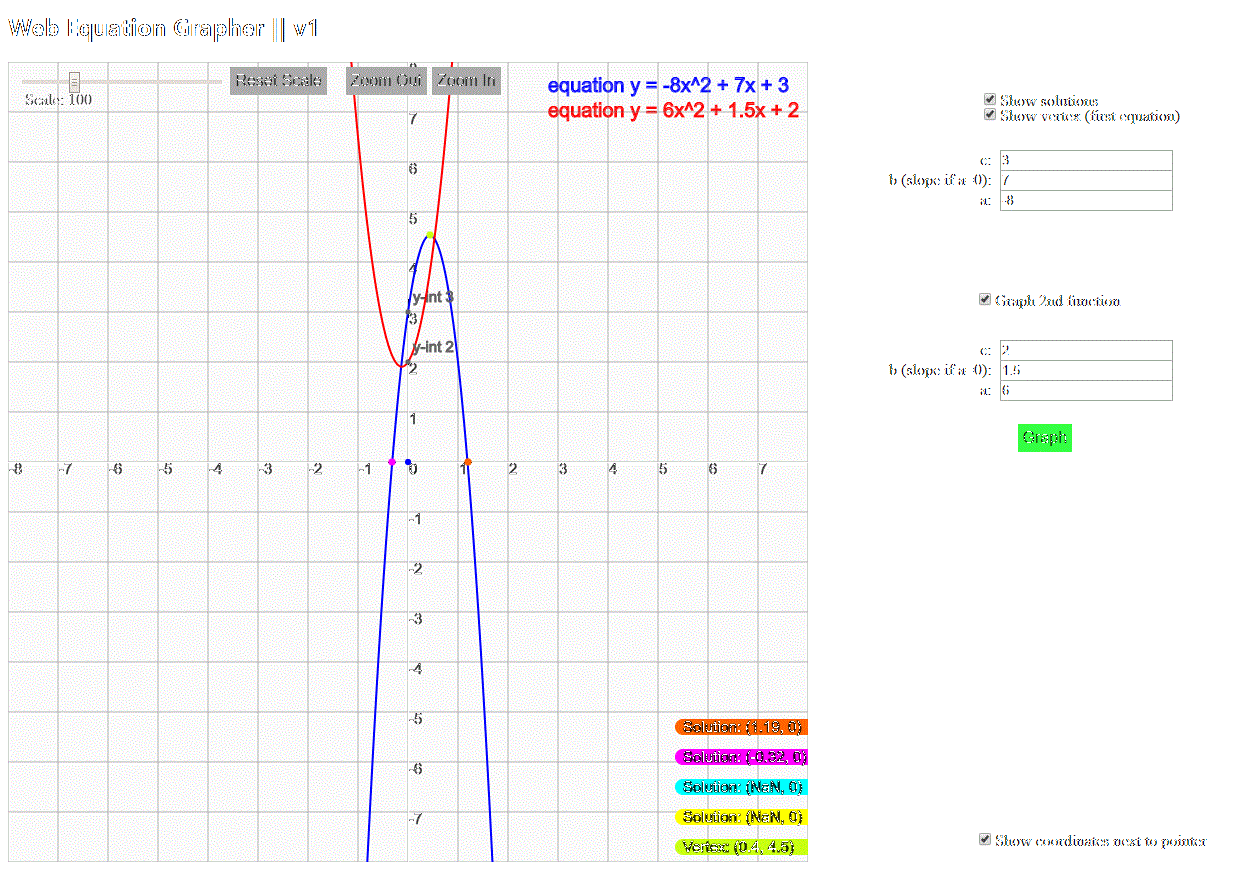 Web Equation Grapher || v1
Reset Scale Zoom Out Zoom In
Scale: 100
equation y = -8x^2 + 7x + 3
equation y = 6x^2 + 1.5x + 2
8
7
6
5
4
y-int 3
3
y-int 2
2
1
-8 -7 -6 -5 -4 -3 -2 -1 0 1 2 3 4 5 6 7
-1
-2
-3
-4
-5
-6
-7
Solution: (1.19, 0)
Solution: (-0.32, 0)
Solution: (NaN, 0)
Solution: (NaN, 0)
Vertex: (0.4, 4.5)
Show solutions
Show vertex (first equation)
c: 3
b (slope if a=0): 7
a: -8
Graph 2nd function
c: 2
b (slope if a=0): 1.5
a: 6
Graph
Show coordinates next to pointer